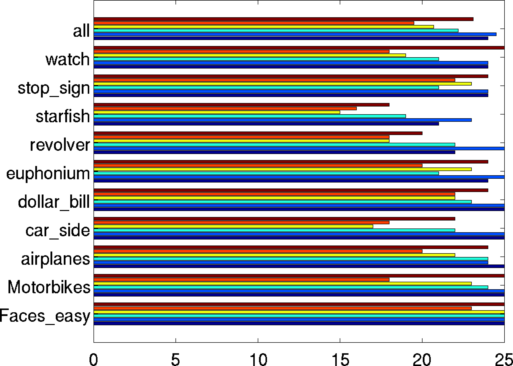 all
watch
stop_sign
starfish
revolver
euphonium
dollar_bill
car_side
airplanes
Motorbikes
Faces_easy
0 5 10 15 20 25